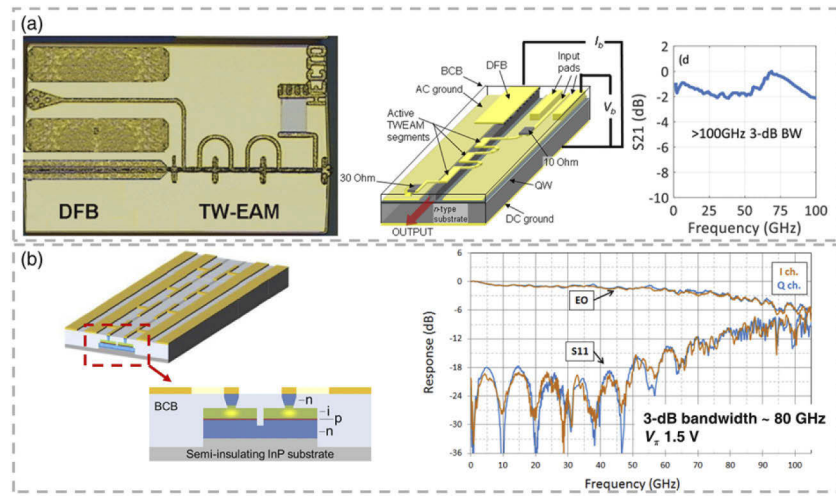 (a)
HECTO
DFB
TW-EAM
BCB
AC ground
DFB
Input
pads
I_b
V_b
Active
TWEAM
segments
30 Ohm
10 Ohm
QW
n-type
substrate
DC ground
OUTPUT
(d
S21 (dB)
0
-2
-4
-6
-8
-10
>100GHz 3-dB BW
0 25 50 75 100
Frequency
(GHz)
(b)
BCB
n
i
p
n
Semi-insulating InP substrate
Response (dB)
6
0
-6
-12
-18
-24
-30
-36
I ch.
Q ch.
EO
S11
3-dB bandwidth ~ 80 GHz
Vπ 1.5 V
0 10 20 30 40 50 60 70 80 90 100
Frequency (GHz)